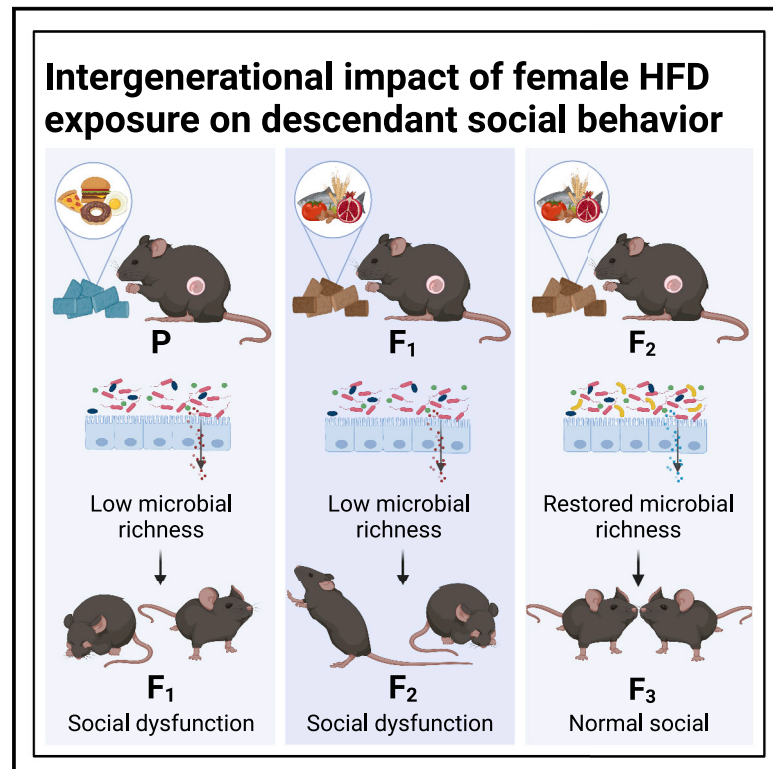 Intergenerational impact of female HFD
exposure on descendant social behavior
P
F₁
F₂
Low microbial
richness
Low microbial
richness
Restored microbial
richness
F₁
F₂
F₃
Social dysfunction
Social dysfunction
Normal social